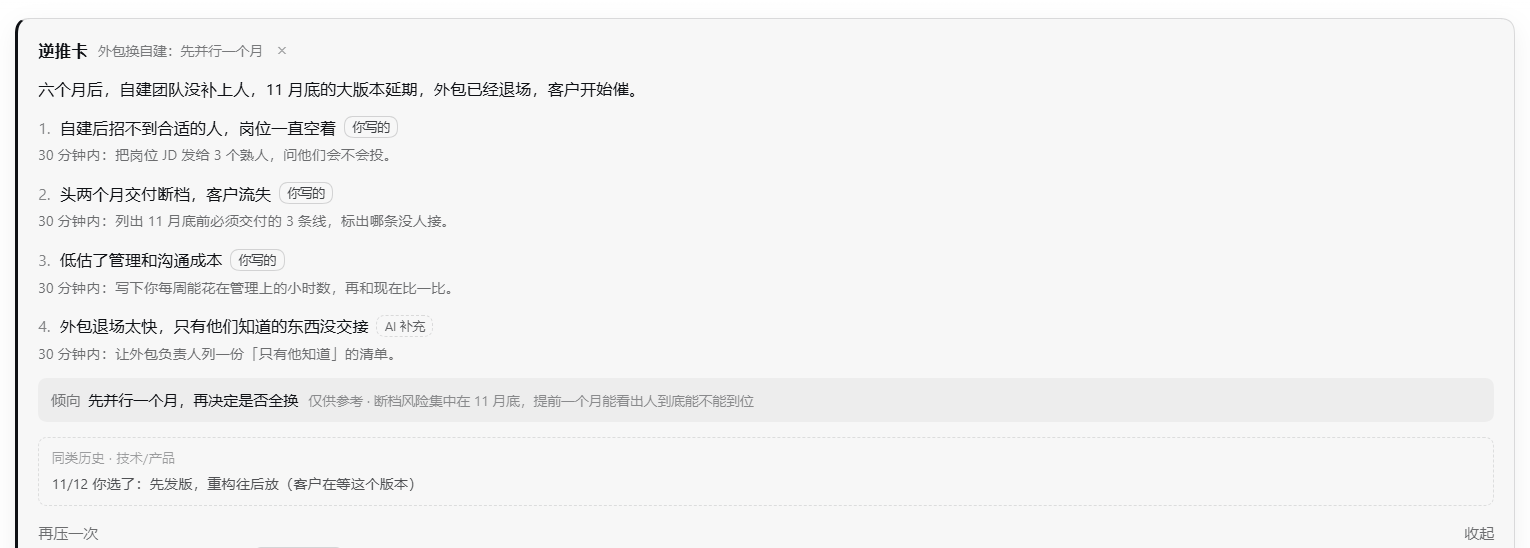 逆推卡 外包换自建：先并行一个月 ×
六个月后，自建团队没补上人，11 月底的大版本延期，外包已经退场，客户开始催。
1. 自建后招不到合适的人，岗位一直空着 你写的
30 分钟内：把岗位 JD 发给 3 个熟人，问他们会不会投。
2. 头两个月交付断档，客户流失 你写的
30 分钟内：列出 11 月底前必须交付的 3 条线，标出哪条没人接。
3. 低估了管理和沟通成本 你写的
30 分钟内：写下你每周能花在管理上的小时数，再和现在比一比。
4. 外包退场太快，只有他们知道的东西没交接 AI 补充
30 分钟内：让外包负责人列一份「只有他知道」的清单。
倾向 先并行一个月，再决定是否全换 仅供参考 · 断档风险集中在 11 月底，提前一个月能看出人到底能不能到位
同类历史 · 技术/产品
11/12 你选了：先发版，重构往后放（客户在等这个版本）
再压一次 收起